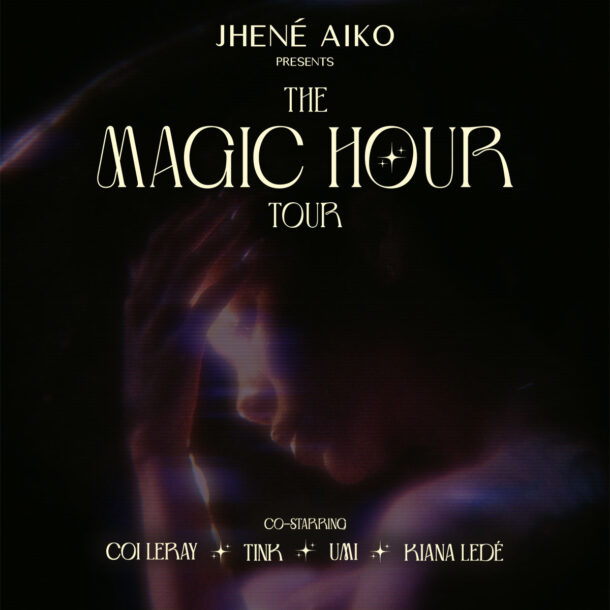 JHENÉ AIKO
PRESENTS
THE
MAGIC HOUR
TOUR
CO-STARRING
COI LERAY TINK UMI KIANA LEDÉ